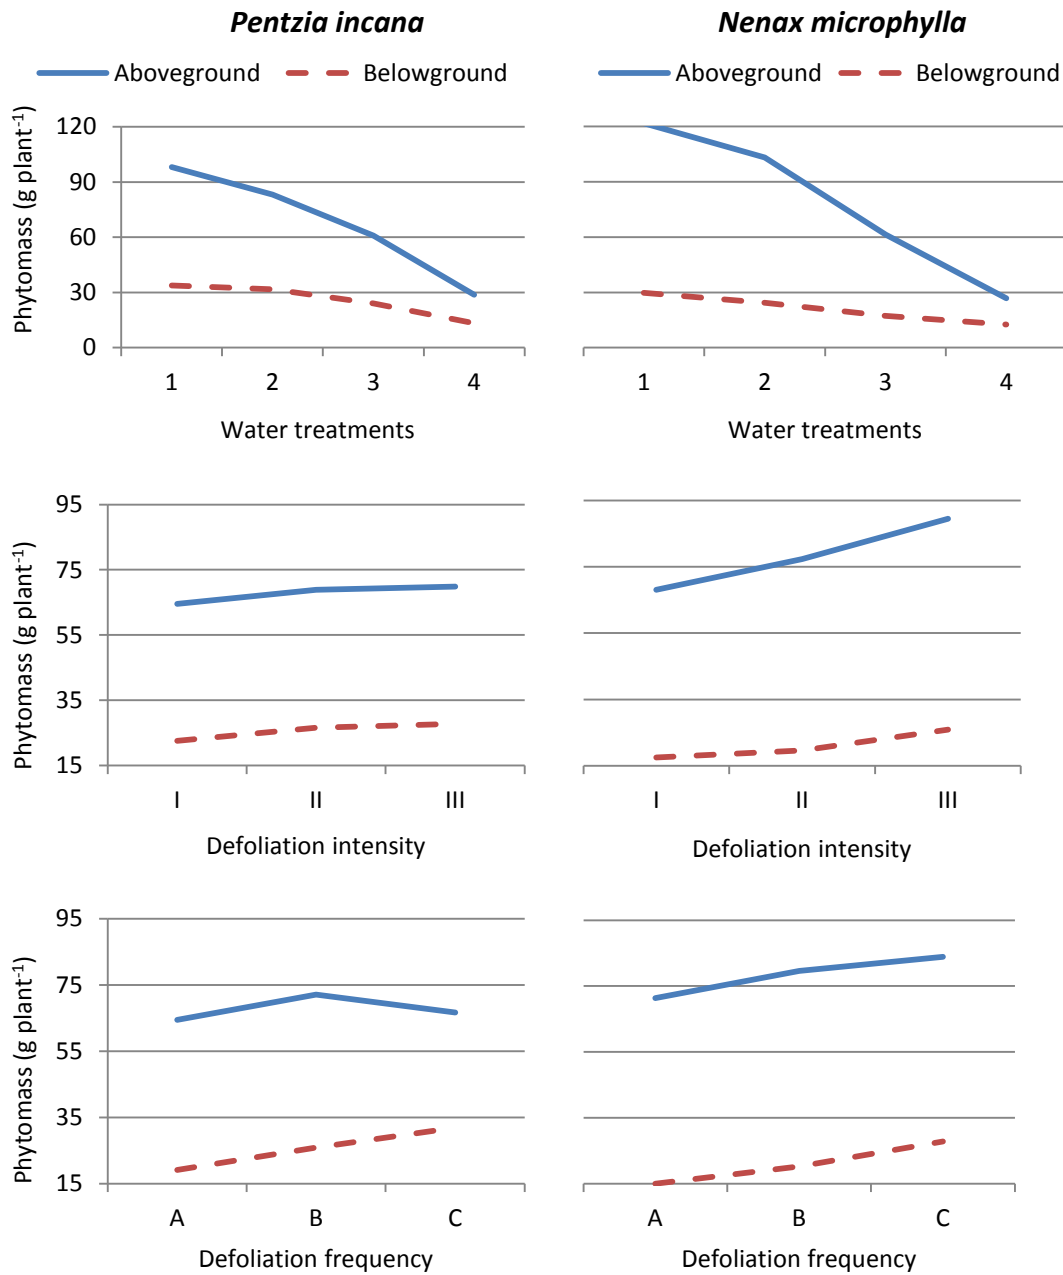 Pentzia incana
Nenax microphylla
Aboveground Belowground
Aboveground Belowground
Phytomass (g plant⁻¹)
120
90
60
30
0
1 2 3 4
Water treatments
1 2 3 4
Water treatments
Phytomass (g plant⁻¹)
95
75
55
35
15
I II III
Defoliation intensity
I II III
Defoliation intensity
Phytomass (g plant⁻¹)
95
75
55
35
15
A B C
Defoliation frequency
A B C
Defoliation frequency